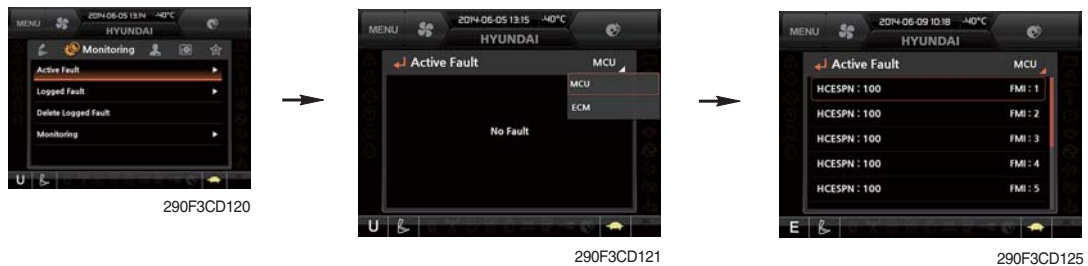 MENU
2014-06-05 13:14 -40°C
HYUNDAI
Monitoring
Active Fault
Logged Fault
Delete Logged Fault
Monitoring
U
290F3CD120
MENU
2014-06-05 13:15 -40°C
HYUNDAI
Active Fault MCU
MCU
ECM
No Fault
U
290F3CD121
MENU
2014-06-09 10:18 -40°C
HYUNDAI
Active Fault MCU
HCESPN : 100 FMI : 1
HCESPN : 100 FMI : 2
HCESPN : 100 FMI : 3
HCESPN : 100 FMI : 4
HCESPN : 100 FMI : 5
E
290F3CD125